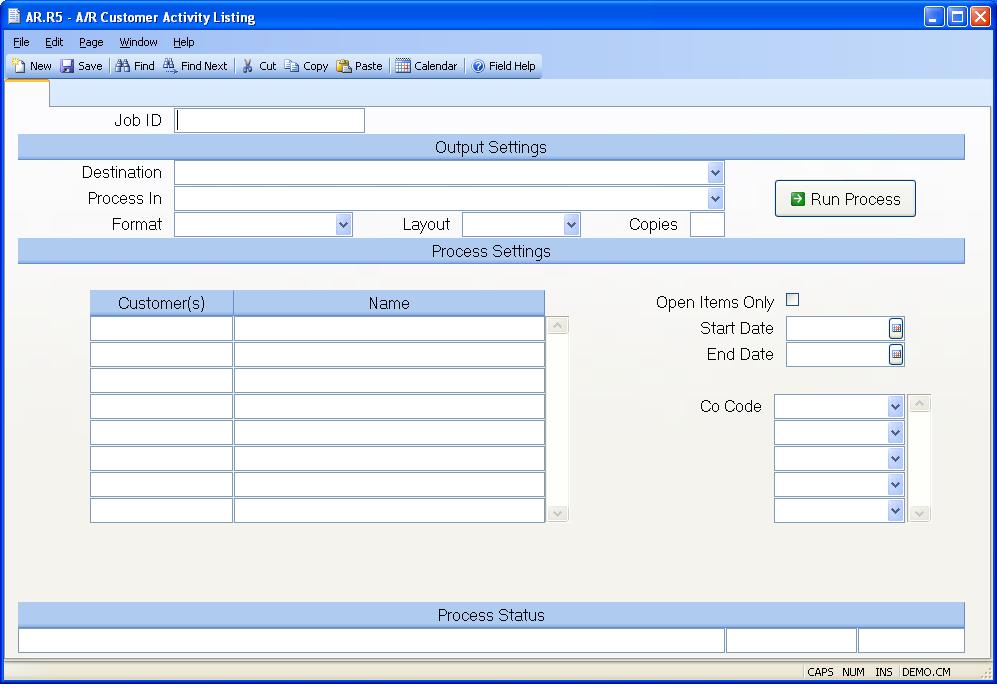 AR.R5 - A/R Customer Activity Listing
File Edit Page Window Help
New Save Find Find Next Cut Copy Paste Calendar Field Help
Job ID
Output Settings
Destination
Process In
Run Process
Format Layout Copies
Process Settings
Customer(s) Name
Open Items Only
Start Date
End Date
Co Code
Process Status
CAPS NUM INS DEMO.CM